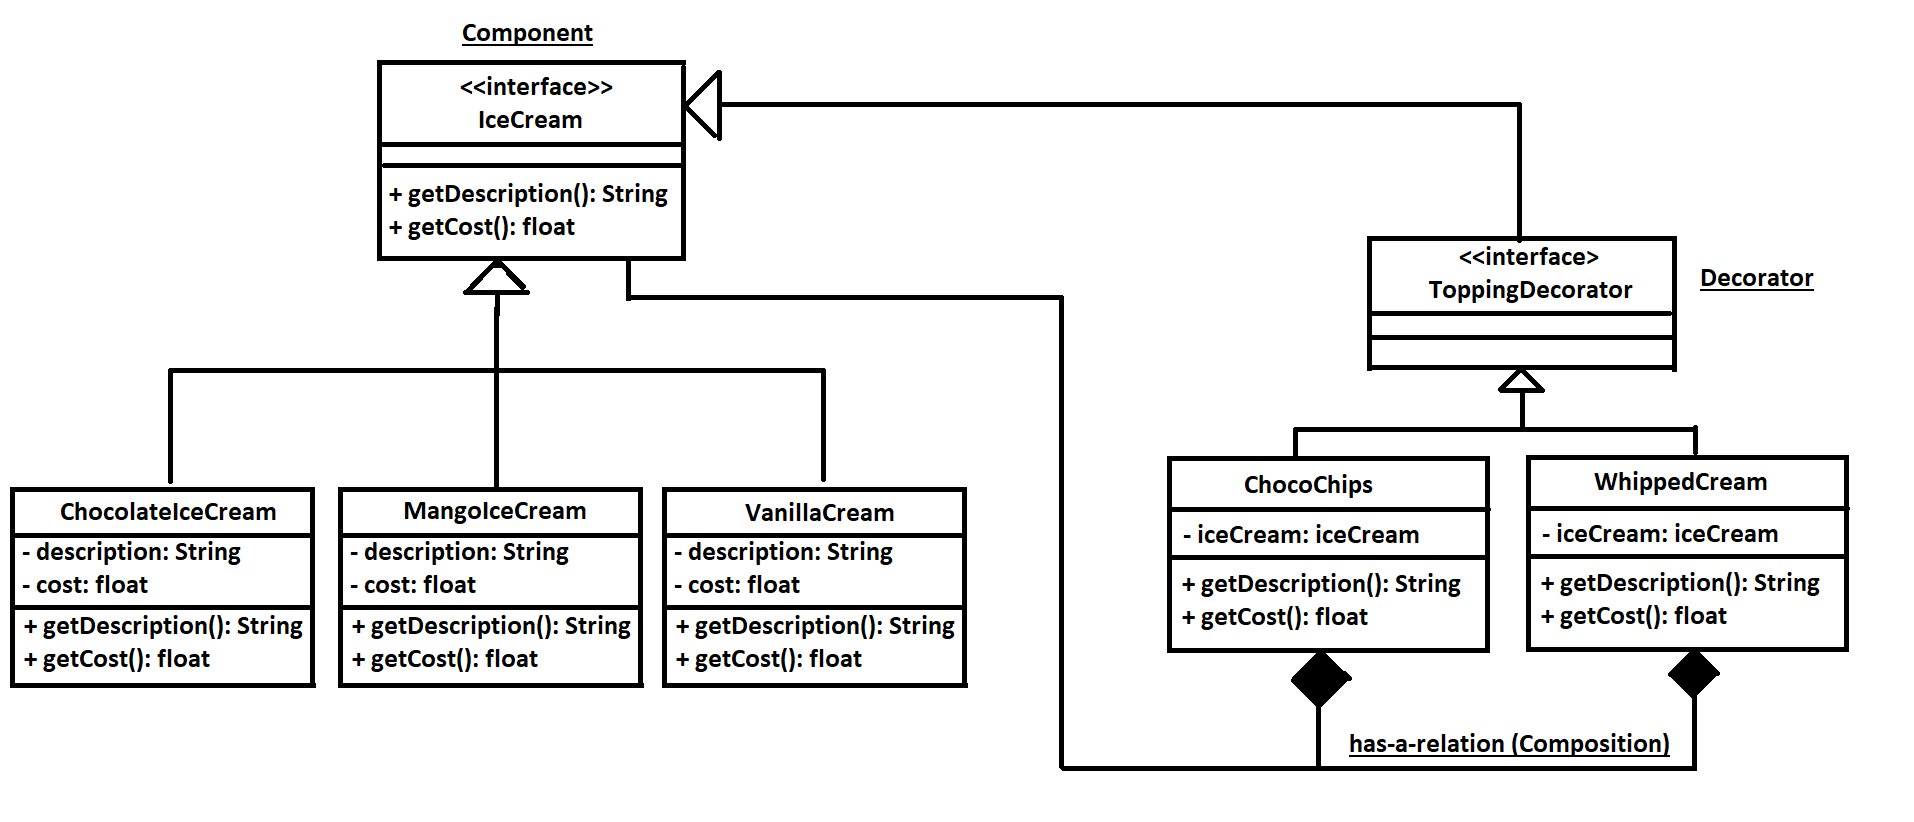 Component
<<interface>>
IceCream
+ getDescription(): String
+ getCost(): float
<<interface>
ToppingDecorator
Decorator
ChocolateIceCream
- description: String
- cost: float
+ getDescription(): String
+ getCost(): float
MangoIceCream
- description: String
- cost: float
+ getDescription(): String
+ getCost(): float
VanillaCream
- description: String
- cost: float
+ getDescription(): String
+ getCost(): float
ChocoChips
- iceCream: iceCream
+ getDescription(): String
+ getCost(): float
WhippedCream
- iceCream: iceCream
+ getDescription(): String
+ getCost(): float
has-a-relation (Composition)